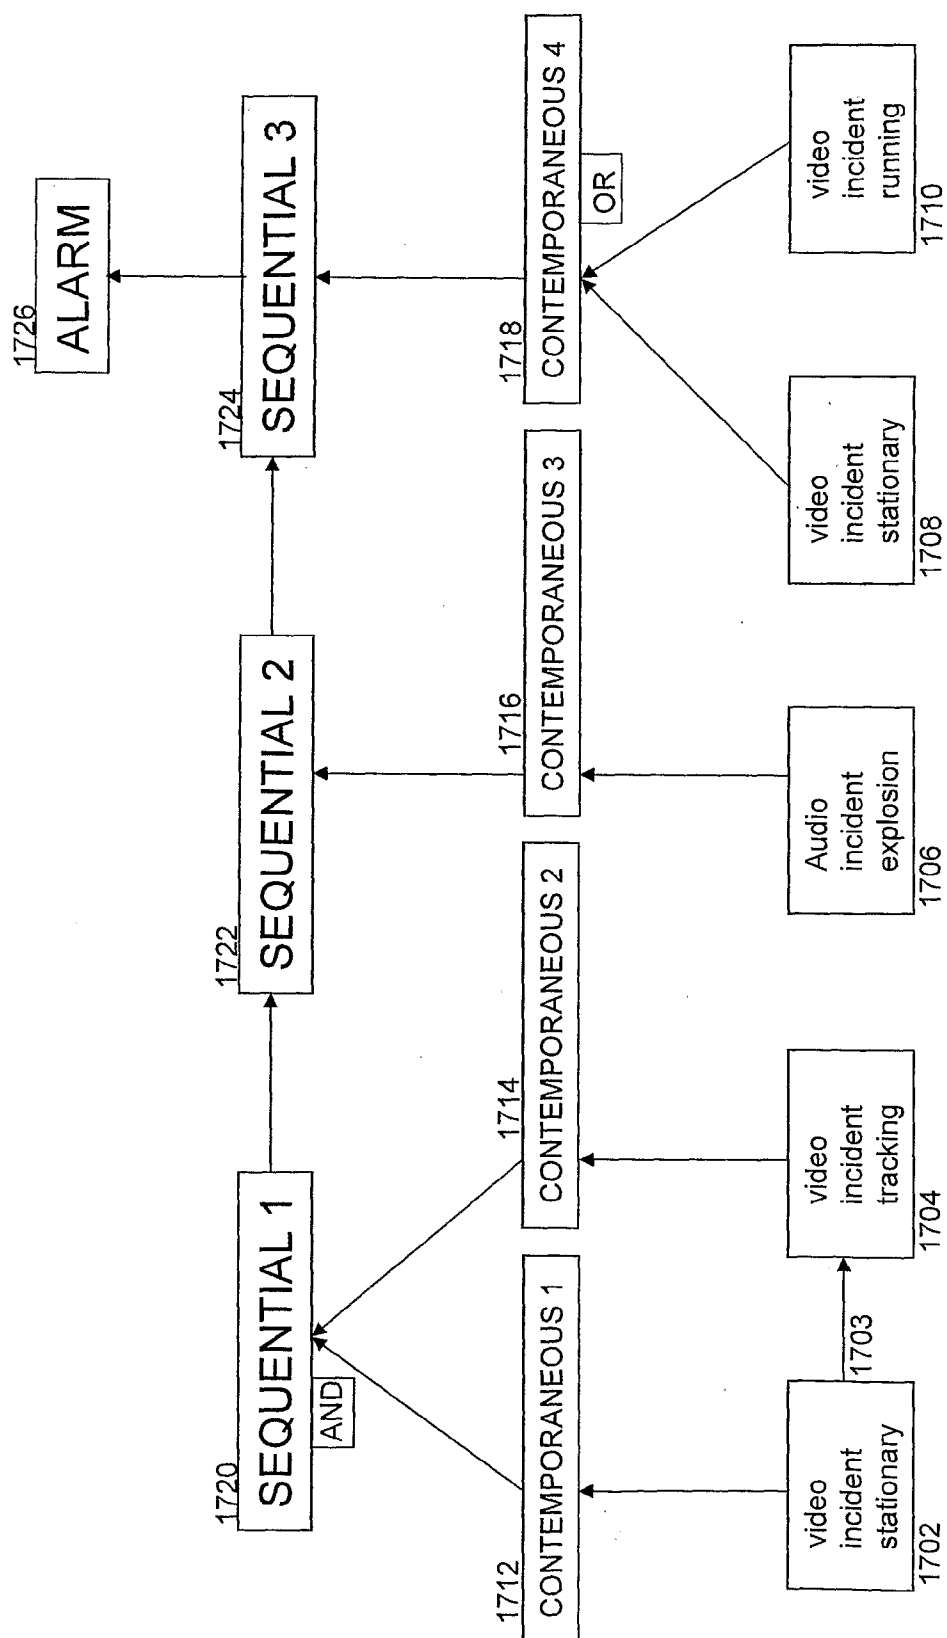 1726
ALARM
1720
SEQUENTIAL 1
AND
1722
SEQUENTIAL 2
1724
SEQUENTIAL 3
1712
CONTEMPORANEOUS 1
1714
CONTEMPORANEOUS 2
1716
CONTEMPORANEOUS 3
1718
CONTEMPORANEOUS 4
OR
video
incident
stationary
1702
1703
video
incident
tracking
1704
Audio
incident
explosion
1706
video
incident
stationary
1708
video
incident
running
1710